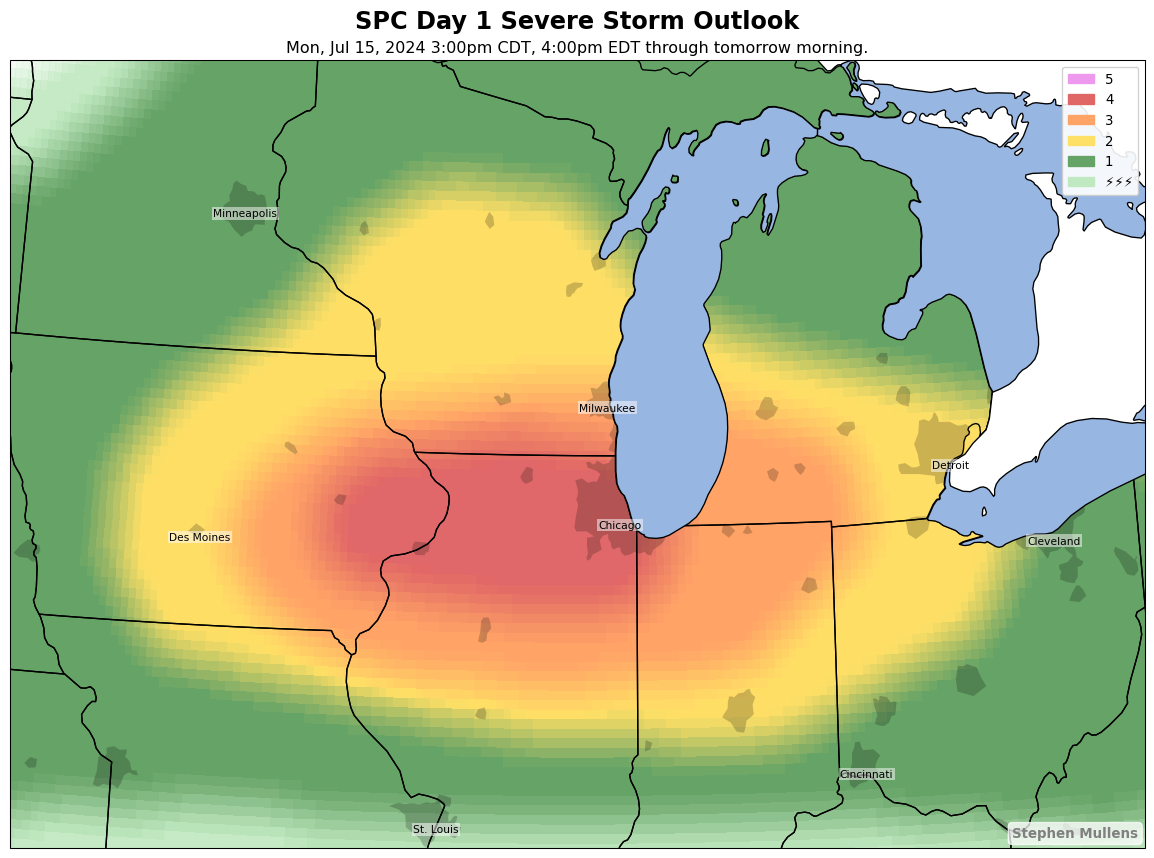 SPC Day 1 Severe Storm Outlook
Mon, Jul 15, 2024 3:00pm CDT, 4:00pm EDT through tomorrow morning.
5
4
3
2
1
⚡⚡⚡
Minneapolis
Milwaukee
Detroit
Chicago
Des Moines
Cleveland
Cincinnati
St. Louis
Stephen Mullens